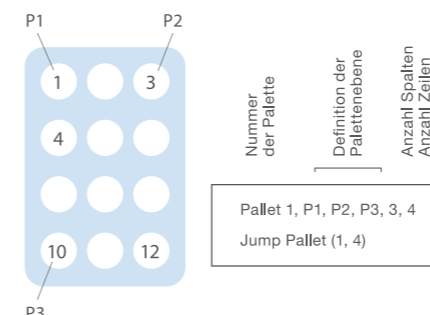 P1
P2
1
3
4
10
12
P3
Nummer
der Palette
Definition der
Palettenebene
Anzahl Spalten
Anzahl Zeilen
Pallet 1, P1, P2, P3, 3, 4
Jump Pallet (1, 4)